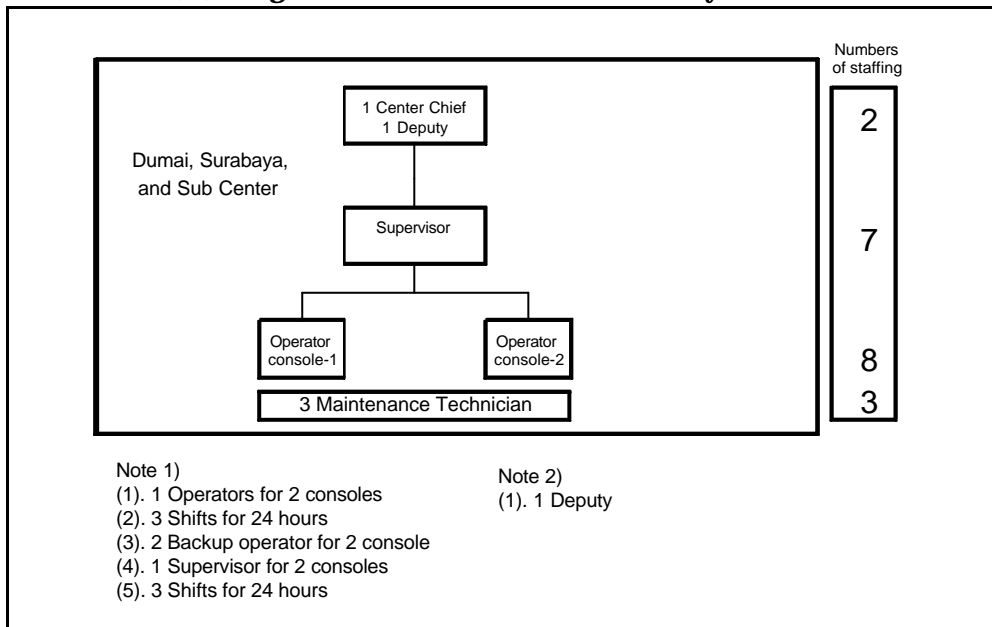 Numbers
of staffing
1 Center Chief
1 Deputy
2
Dumai, Surabaya,
and Sub Center
Supervisor
7
Operator
console-1
Operator
console-2
8
3 Maintenance Technician
3
Note 1)
(1). 1 Operators for 2 consoles
(2). 3 Shifts for 24 hours
(3). 2 Backup operator for 2 console
(4). 1 Supervisor for 2 consoles
(5). 3 Shifts for 24 hours
Note 2)
(1). 1 Deputy